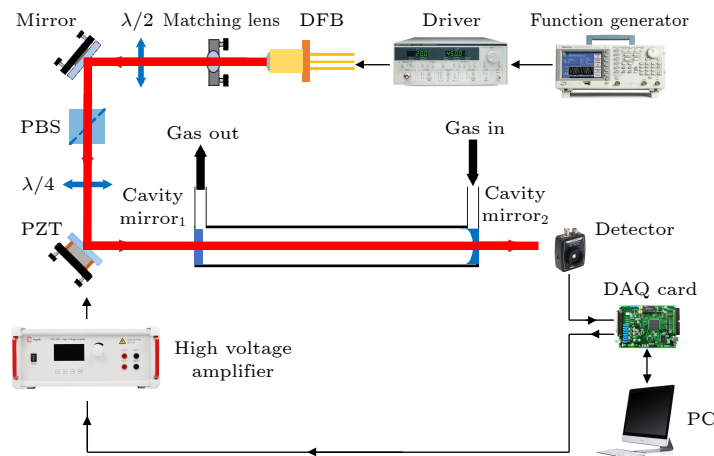 Mirror
λ/2
Matching lens
DFB
Driver
Function generator
PBS
Gas out
Gas in
λ/4
Cavity
mirror₁
Cavity
mirror₂
PZT
Detector
DAQ card
High voltage
amplifier
PC